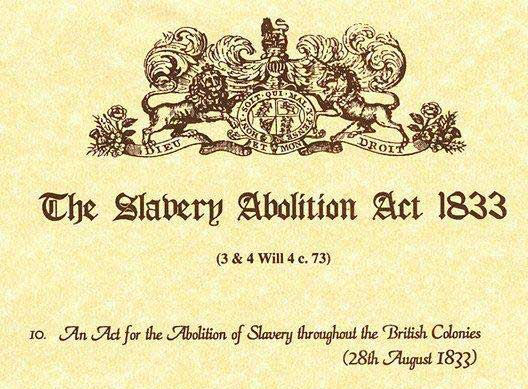 SOIT·QUI·MAL
DIEU ET MON DROIT
The Slavery Abolition Act 1833
(3 & 4 Will 4 c. 73)
10. An Act for the Abolition of Slavery throughout the British Colonies
(28th August 1833)